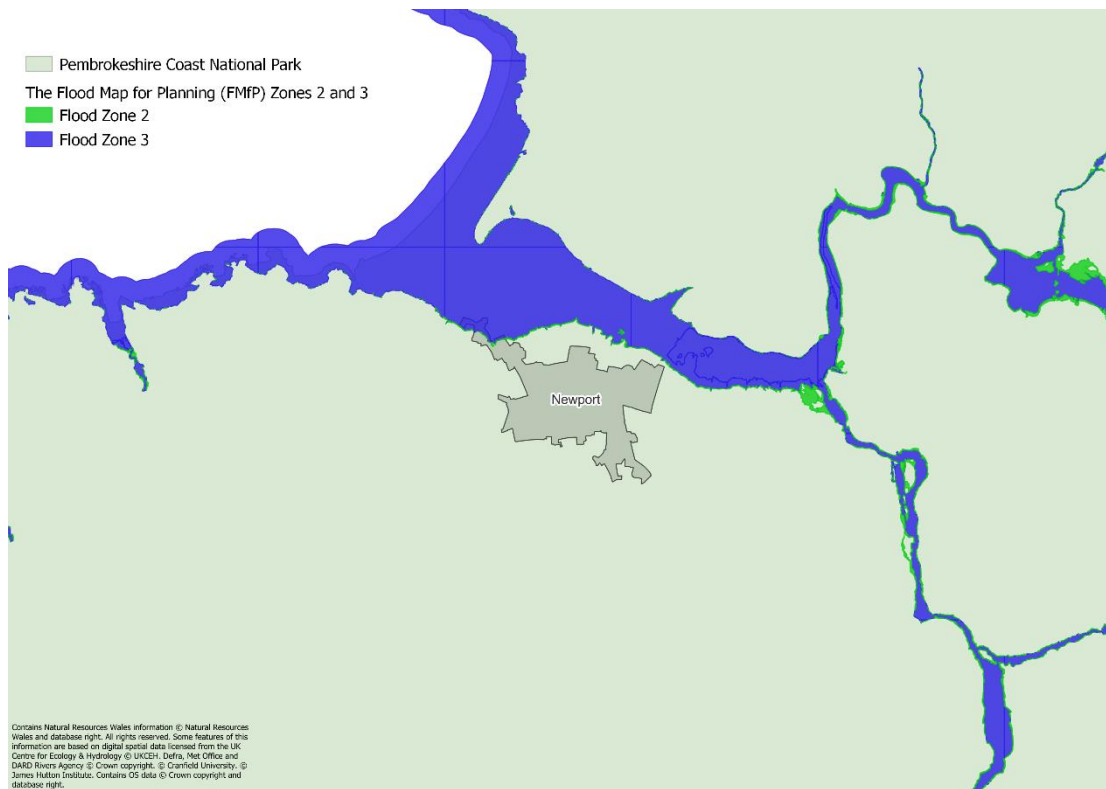 Pembrokeshire Coast National Park
The Flood Map for Planning (FMfP) Zones 2 and 3
Flood Zone 2
Flood Zone 3
Newport
Contains Natural Resources Wales information © Natural Resources
Wales and database right. All rights reserved. Some features of this
information are based on digital spatial data licensed from the UK
Centre for Ecology & Hydrology © UKCEH. Defra, Met Office and
DARD Rivers Agency © Crown copyright. © Cranfield University. ©
James Hutton Institute. Contains OS data © Crown copyright and
database right.